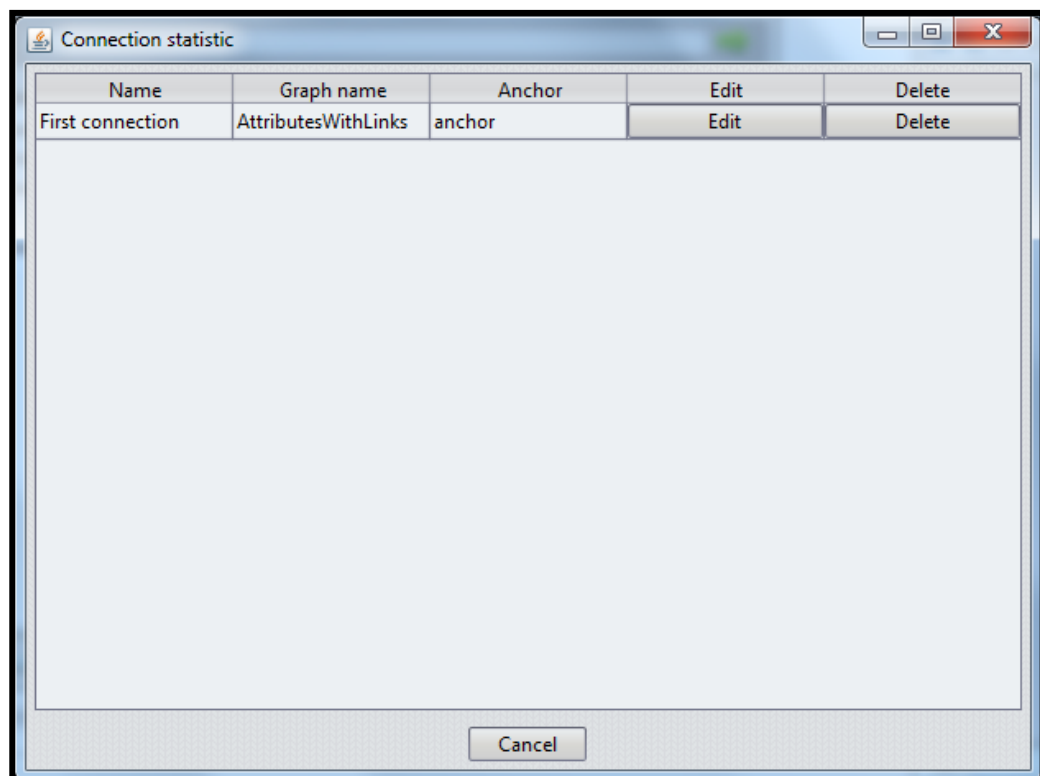 Connection statistic
Name Graph name Anchor Edit Delete
First connection AttributesWithLinks anchor Edit Delete
Cancel